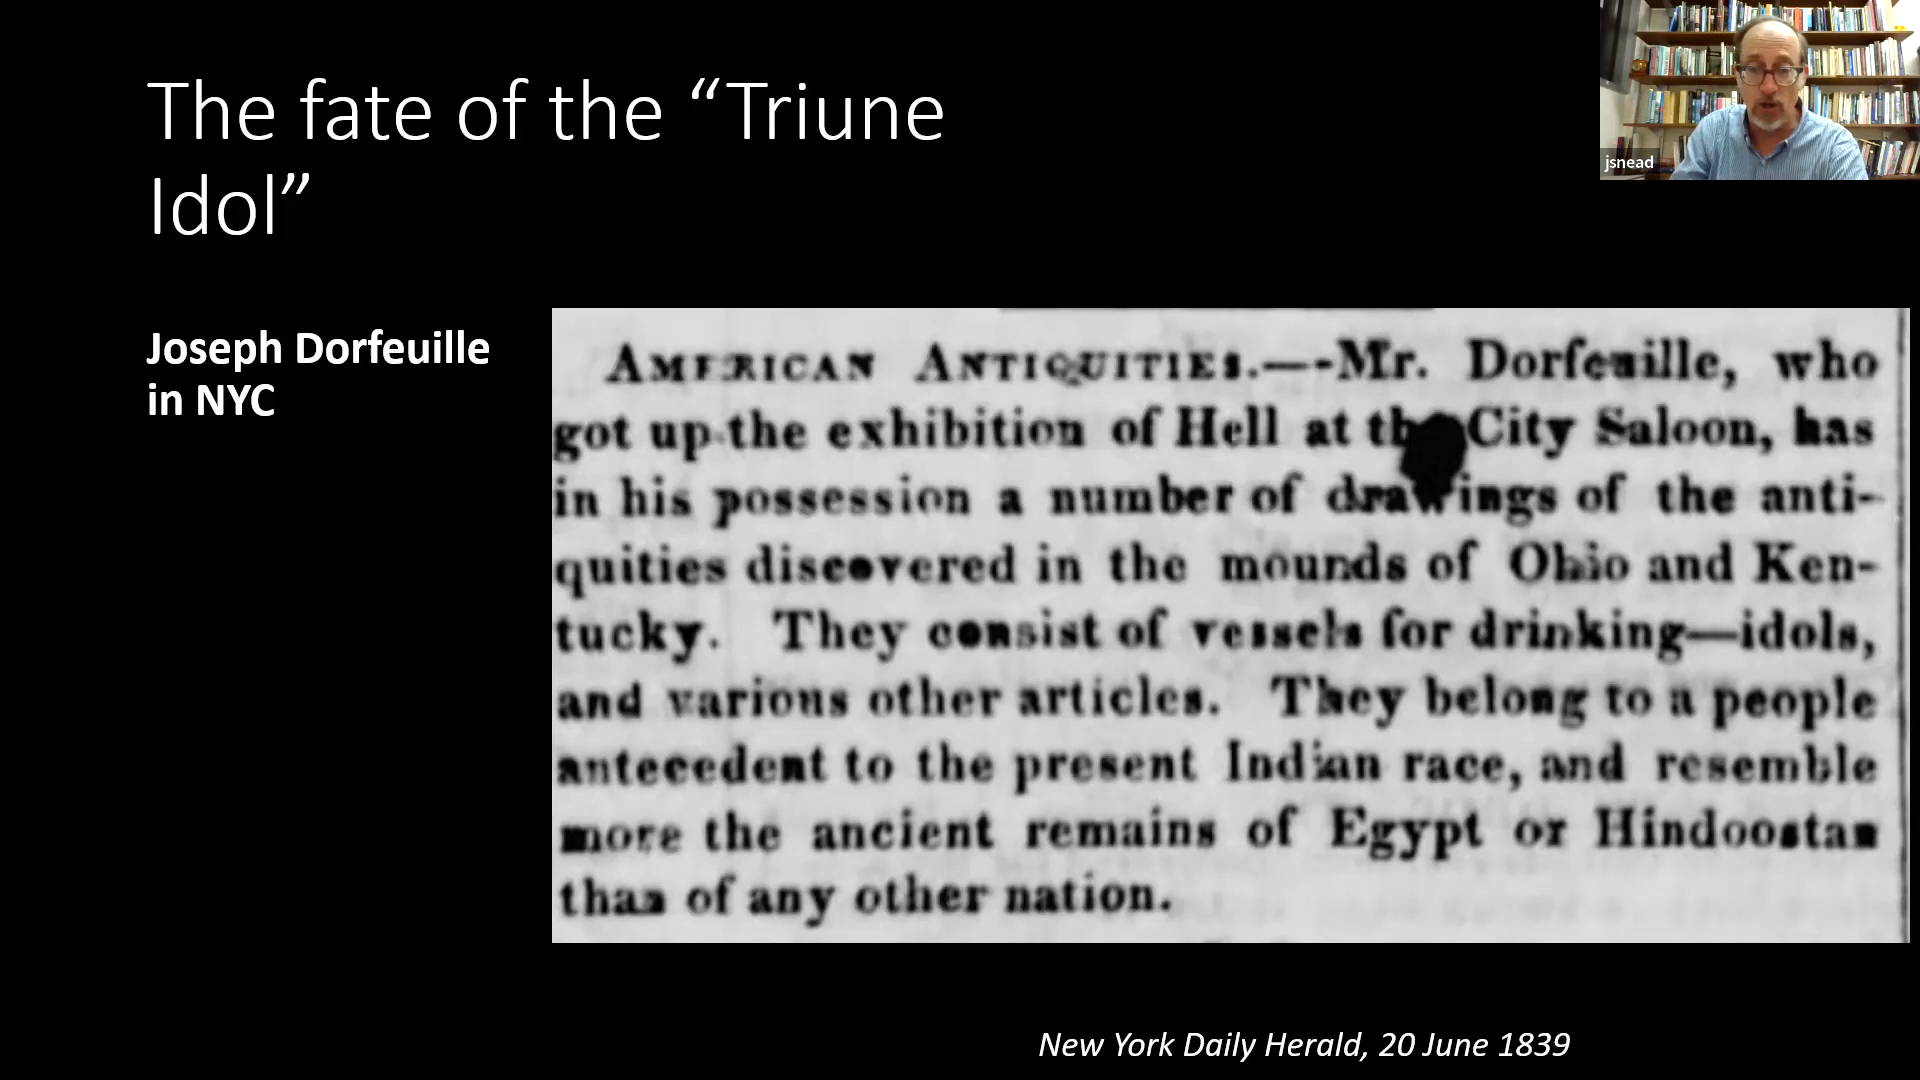 The fate of the “Triune
Idol”
jsnead
Joseph Dorfeuille
in NYC
AMERICAN ANTIQUITIES.—-Mr. Dorfeuille, who
got up the exhibition of Hell at the City Saloon, has
in his possession a number of drawings of the anti-
quities discovered in the mounds of Ohio and Ken-
tucky. They consist of vessels for drinking—idols,
and various other articles. They belong to a people
antecedent to the present Indian race, and resemble
more the ancient remains of Egypt or Hindoostan
than of any other nation.
New York Daily Herald, 20 June 1839